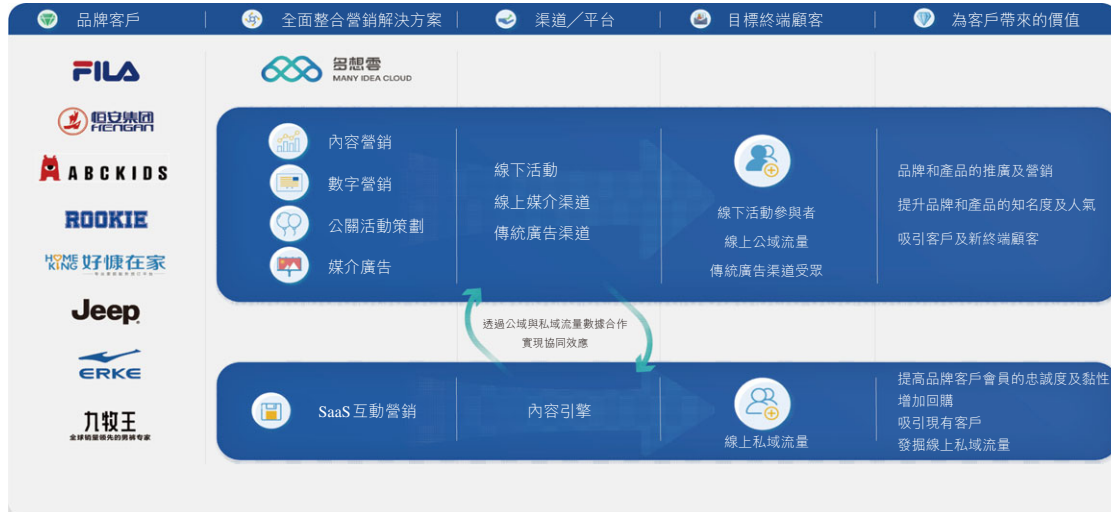 品牌客戶
全面整合營銷解決方案
渠道／平台
目標終端顧客
為客戶帶來的價值
FILA
恒安集团
HENGAN
ABCKIDS
ROOKIE
HOME KING 好慷在家
Jeep
ERKE
九牧王
全球销量领先的男裤专家
多想雲
MANY IDEA CLOUD
內容營銷
數字營銷
公關活動策劃
媒介廣告
線下活動
線上媒介渠道
傳統廣告渠道
線下活動參與者
線上公域流量
傳統廣告渠道受眾
品牌和產品的推廣及營銷
提升品牌和產品的知名度及人氣
吸引客戶及新終端顧客
透過公域與私域流量數據合作
實現協同效應
SaaS互動營銷
內容引擎
線上私域流量
提高品牌客戶會員的忠誠度及黏性
增加回購
吸引現有客戶
發掘線上私域流量